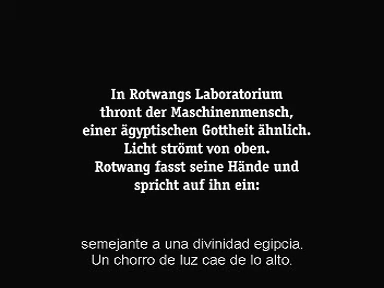 In Rotwangs Laboratorium
thront der Maschinenmensch,
einer ägyptischen Gottheit ähnlich.
Licht strömt von oben.
Rotwang fasst seine Hände und
spricht auf ihn ein:
semejante a una divinidad egipcia.
Un chorro de luz cae de lo alto.